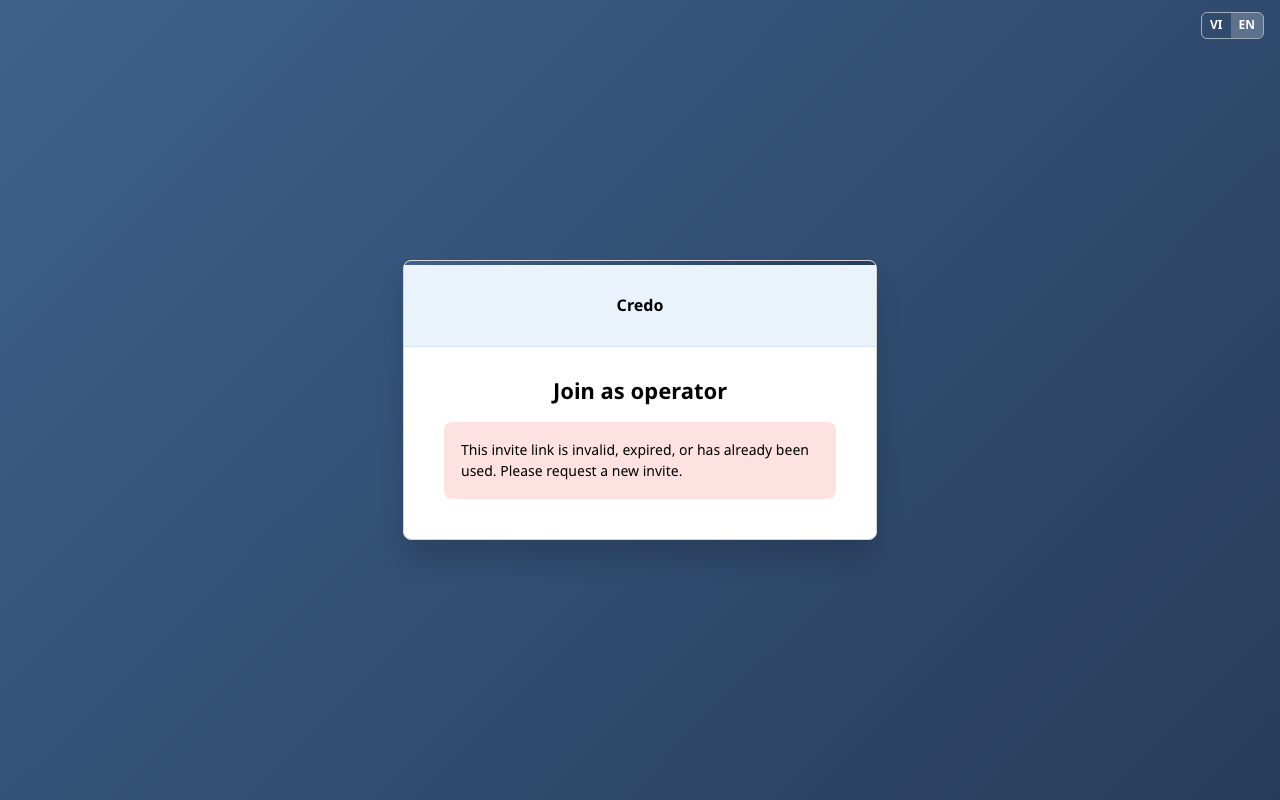 VI EN
Credo
Join as operator
This invite link is invalid, expired, or has already been
used. Please request a new invite.